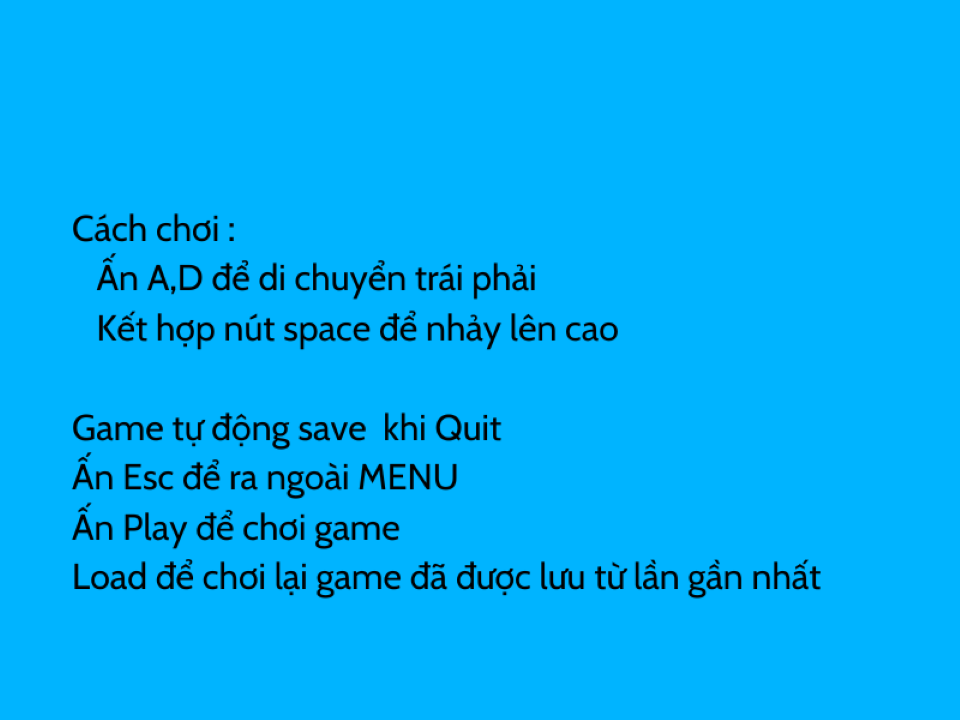 Cách chơi :
Ấn A,D để di chuyển trái phải
Kết hợp nút space để nhảy lên cao
Game tự động save  khi Quit
Ấn Esc để ra ngoài MENU
Ấn Play để chơi game
Load để chơi lại game đã được lưu từ lần gần nhất